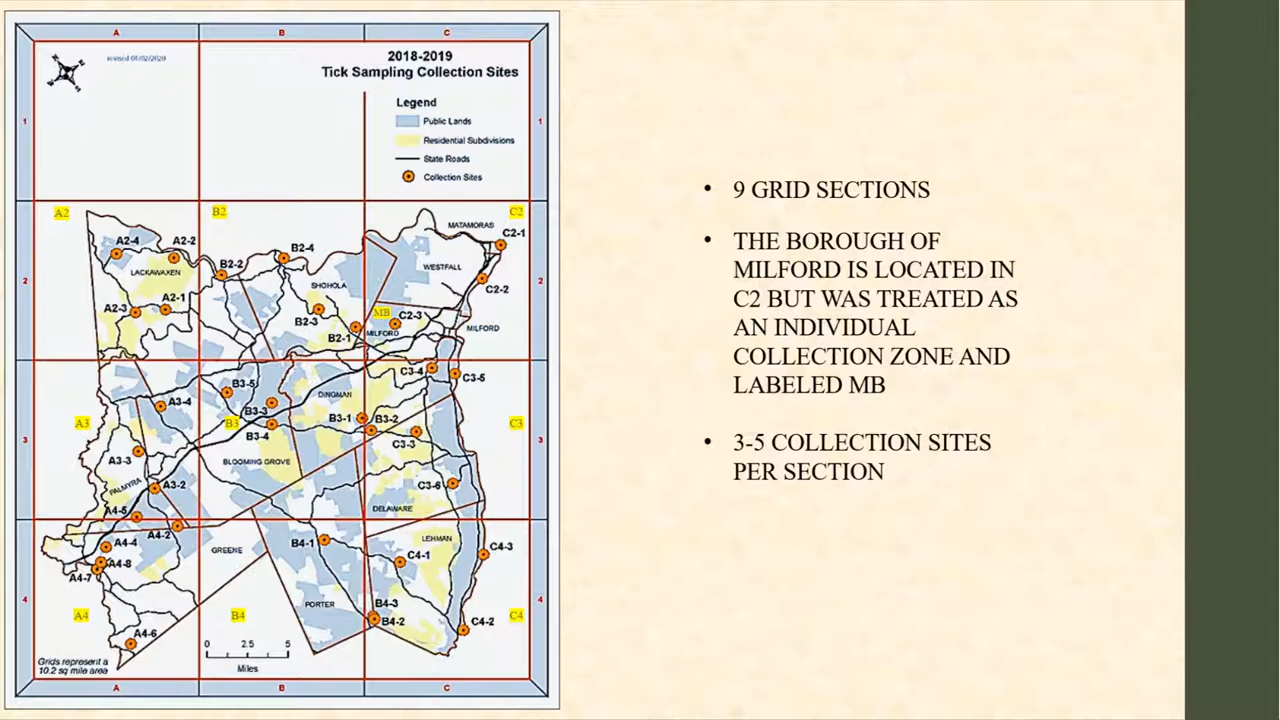 A B C
revised 01/02/2020
2018-2019
Tick Sampling Collection Sites
Legend
Public Lands
Residential Subdivisions
State Roads
Collection Sites
1 1
A2 B2 C2
MATAMORAS
C2-1
A2-4 A2-2 B2-4
B2-2
LACKAWAXEN
WESTFALL
2 2
SHOHOLA
C2-2
A2-3 A2-1
MB
B2-3 C2-3
MILFORD
B2-1 MILFORD
C3-4 C3-5
B3-5
DINGMAN
A3-4 B3-3
A3 B3 B3-1 B3-2 C3
B3-4
3 3
C3-3
A3-3
BLOOMING GROVE
PALMYRA A3-2
C3-6
A4-5 DELAWARE
A4-2
A4-4 GREENE B4-1 LEHMAN C4-3
C4-1
A4-8
A4-7
4 4
PORTER B4-3
A4 B4 C4
B4-2 C4-2
A4-6
0 2.5 5
Miles
Grids represent a
10.2 sq mile area
A B C
• 9 GRID SECTIONS
• THE BOROUGH OF
MILFORD IS LOCATED IN
C2 BUT WAS TREATED AS
AN INDIVIDUAL
COLLECTION ZONE AND
LABELED MB
• 3-5 COLLECTION SITES
PER SECTION